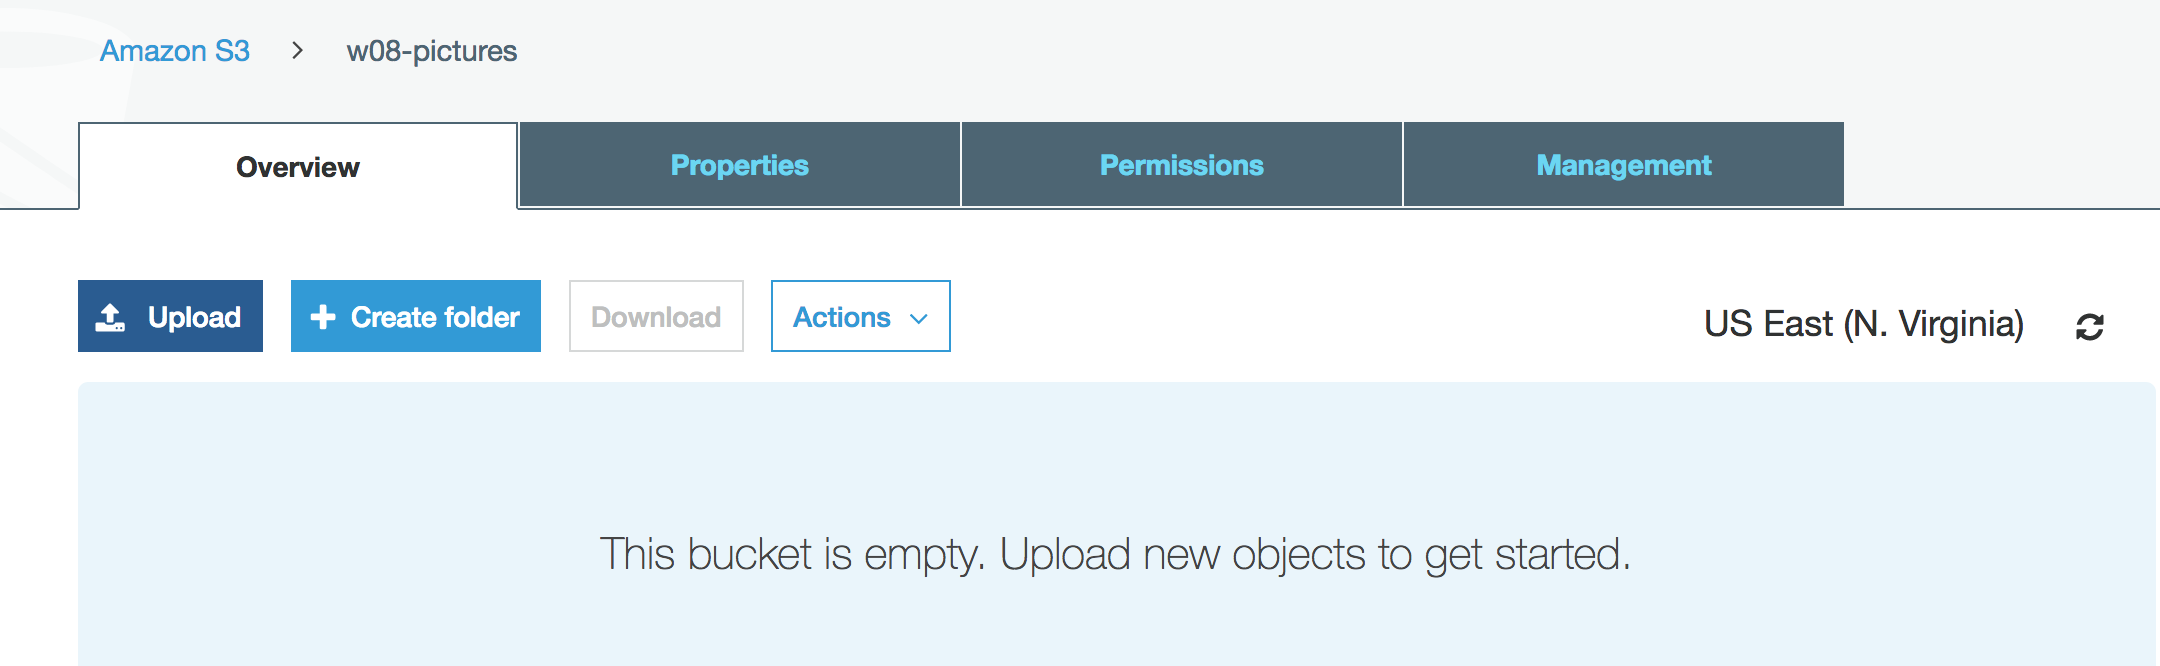 Amazon S3 > w08-pictures
Overview Properties Permissions Management
Upload Create folder Download Actions US East (N. Virginia)
This bucket is empty. Upload new objects to get started.